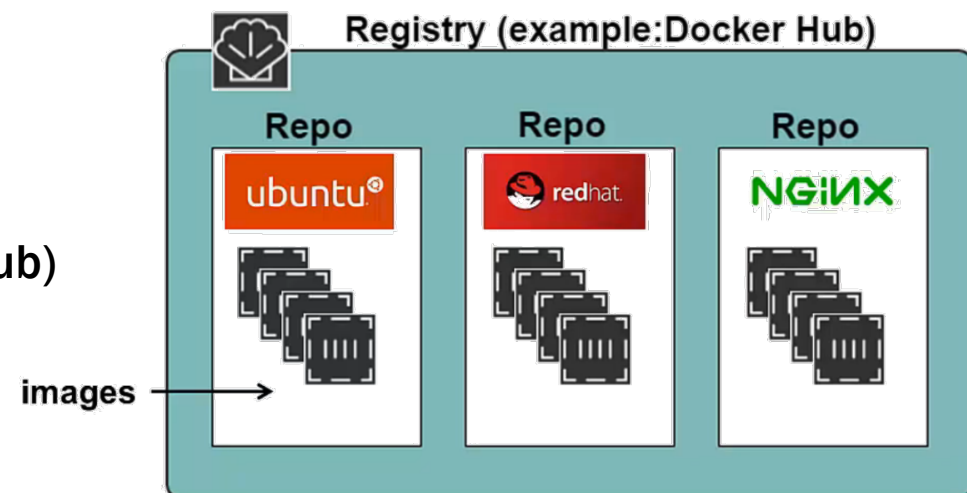 Registry (example:Docker Hub)
Repo Repo Repo
ubuntu redhat. NGINX
ub)
images